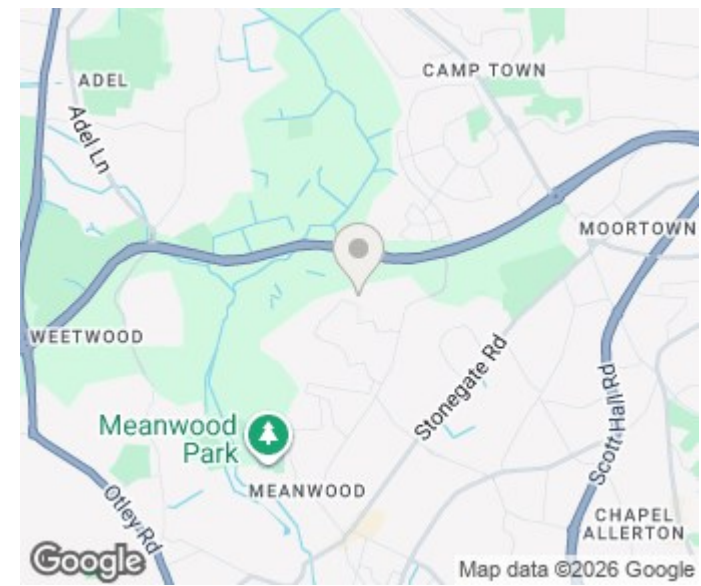 ADEL
CAMP TOWN
Adel Ln
MOORTOWN
WEETWOOD
Stonegate Rd
Scott Hall Rd
Meanwood
Park
MEANWOOD
Otley Rd
CHAPEL
ALLERTON
Google
Map data ©2026 Google